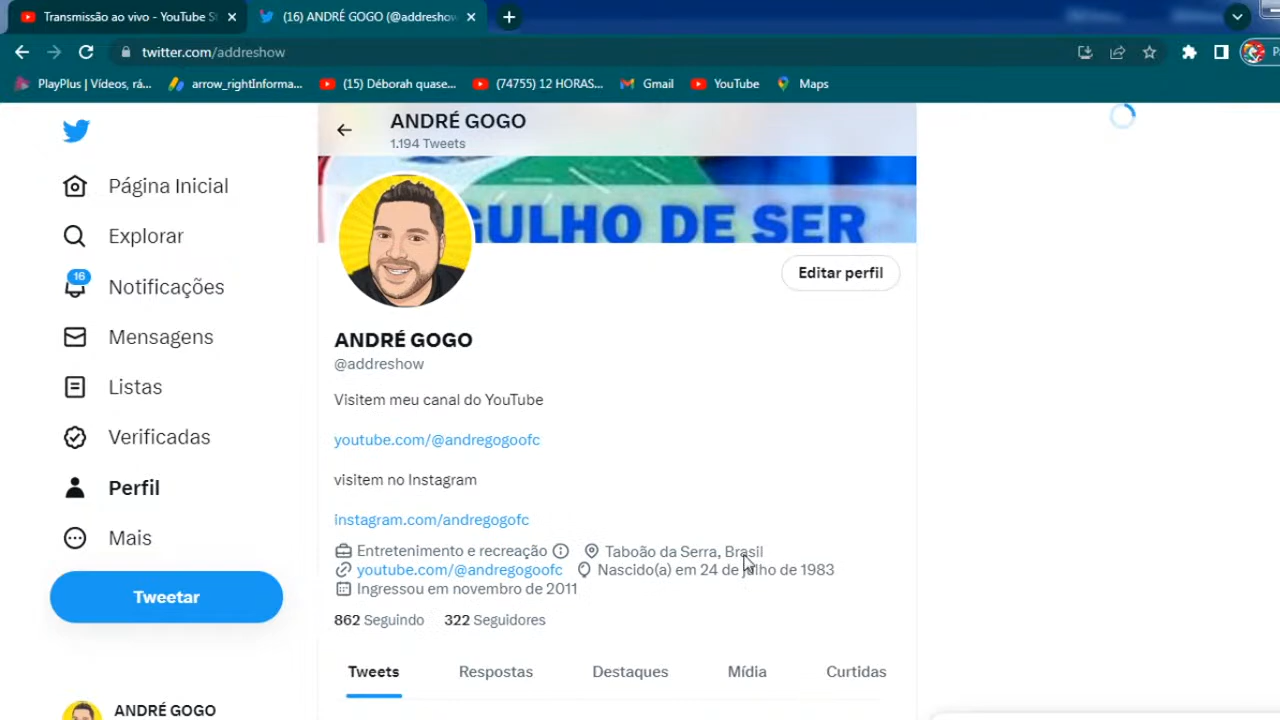 Transmissão ao vivo - YouTube S
(16) ANDRÉ GOGO (@addresho
twitter.com/addreshow
PlayPlus | Vídeos, rá...
arrow_rightInforma...
(15) Déborah quase...
(74755) 12 HORAS...
Gmail
YouTube
Maps
ANDRÉ GOGO
1.194 Tweets
GULHO DE SER
Página Inicial
Explorar
16
Notificações
Mensagens
Listas
Verificadas
Perfil
Mais
Tweetar
ANDRÉ GOGO
Editar perfil
ANDRÉ GOGO
@addreshow
Visitem meu canal do YouTube
youtube.com/@andregogoofc
visitem no Instagram
instagram.com/andregogofc
Entretenimento e recreação Taboão da Serra, Brasil
youtube.com/@andregogoofc Nascido(a) em 24 de julho de 1983
Ingressou em novembro de 2011
862 Seguindo 322 Seguidores
Tweets Respostas Destaques Mídia Curtidas